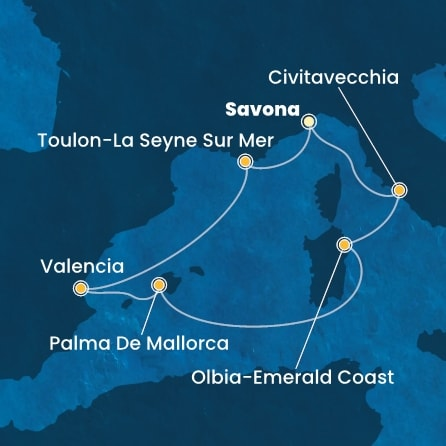 Civitavecchia
Savona
Toulon-La Seyne Sur Mer
Valencia
Palma De Mallorca
Olbia-Emerald Coast